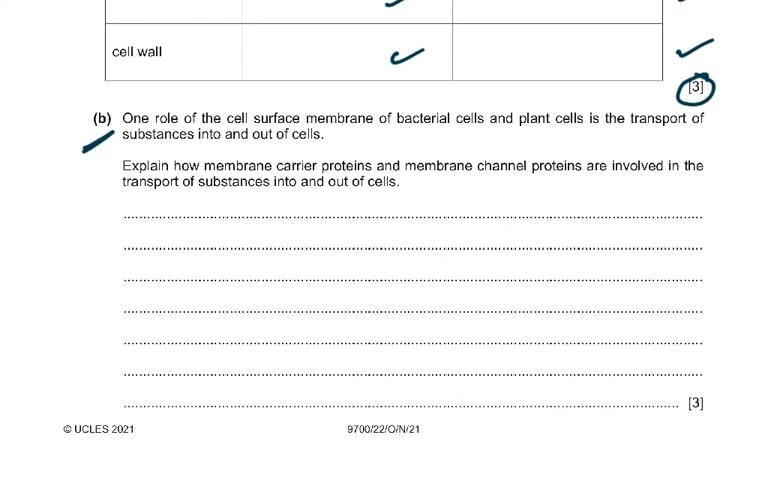 cell wall
[3]
(b) One role of the cell surface membrane of bacterial cells and plant cells is the transport of
substances into and out of cells.
Explain how membrane carrier proteins and membrane channel proteins are involved in the
transport of substances into and out of cells.
[3]
© UCLES 2021
9700/22/O/N/21